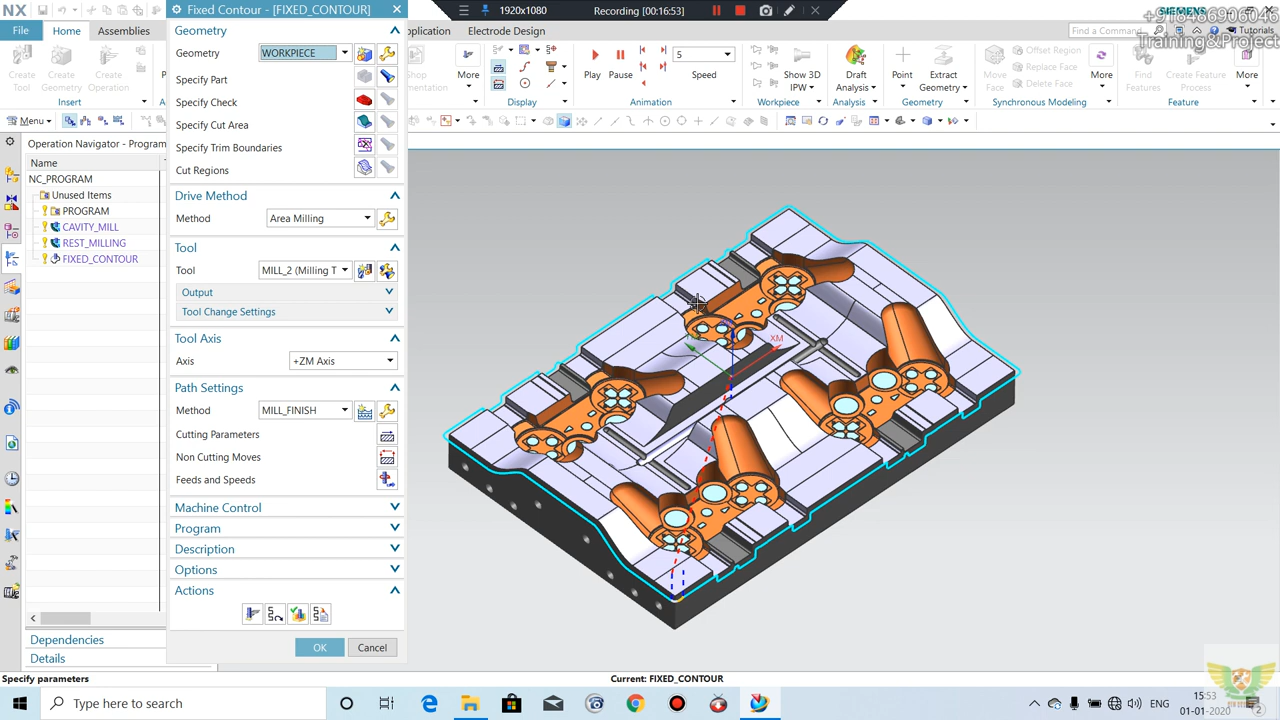 NX
Fixed Contour - [FIXED_CONTOUR]
1920x1080
Recording [00:16:53]
SIEMENS
+918486906046
Training&Project
File
Home
Assemblies
Application
Electrode Design
Find a Command
Tutorials
Create
Tool
Create
Geometry
Create
Operation
Insert
More
Display
Play
Pause
5
Speed
Animation
Show 3D
IPW
Workpiece
Draft
Analysis
Analysis
Point
Extract
Geometry
Geometry
Move
Face
Offset Region
Replace Face
Delete Face
More
Synchronous Modeling
Find
Features
Create Feature
Process
More
Feature
Menu
Operation Navigator - Program
Name
NC_PROGRAM
Unused Items
PROGRAM
CAVITY_MILL
REST_MILLING
FIXED_CONTOUR
Dependencies
Details
Geometry
Geometry
WORKPIECE
Specify Part
Specify Check
Specify Cut Area
Specify Trim Boundaries
Cut Regions
Drive Method
Method
Area Milling
Tool
Tool
MILL_2 (Milling T
Output
Tool Change Settings
Tool Axis
Axis
+ZM Axis
Path Settings
Method
MILL_FINISH
Cutting Parameters
Non Cutting Moves
Feeds and Speeds
Machine Control
Program
Description
Options
Actions
OK
Cancel
XM
Specify parameters
Current: FIXED_CONTOUR
Type here to search
ENG
15:53
01-01-2020
2